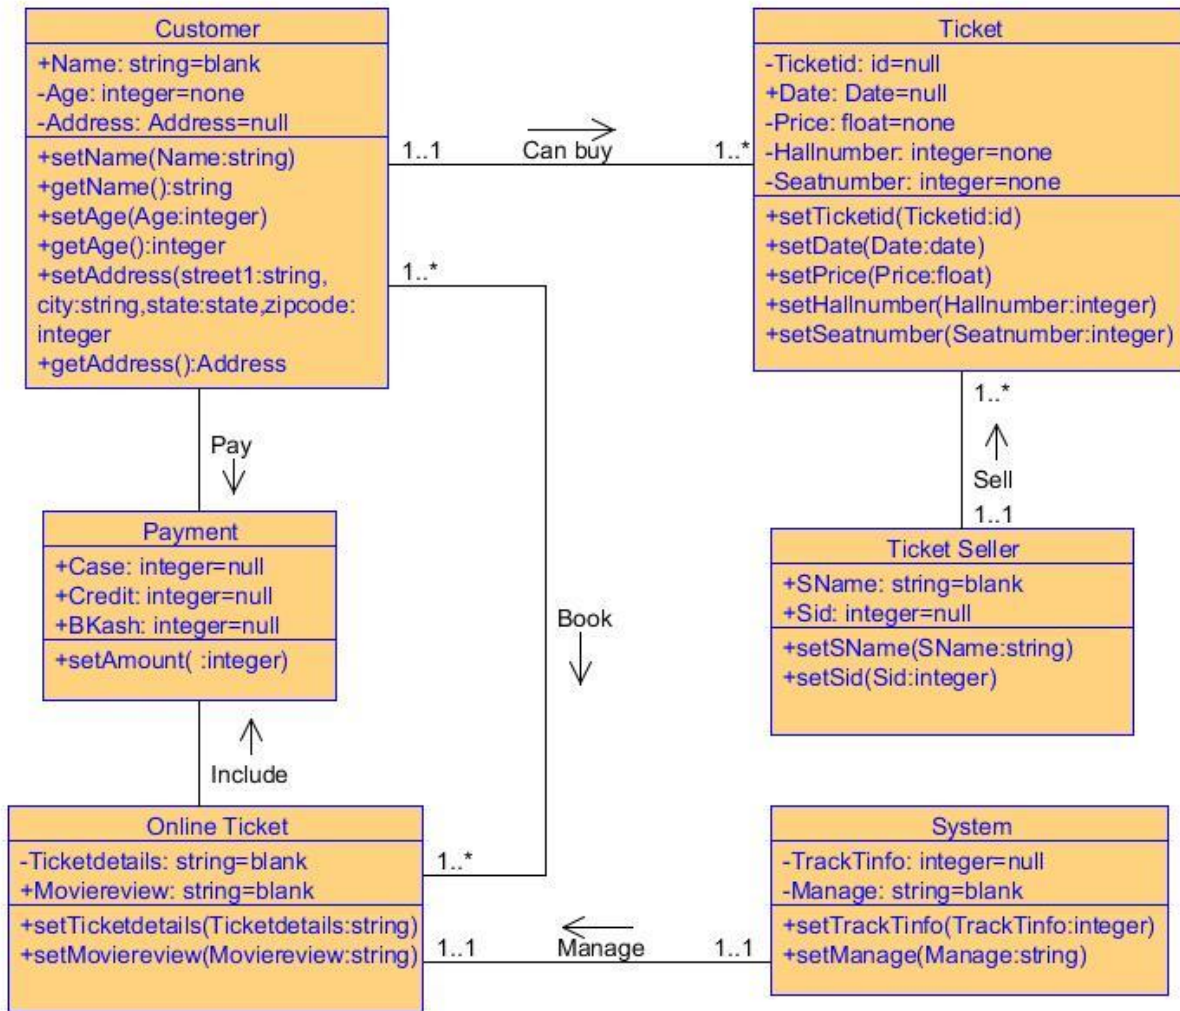 Customer
+Name: string=blank
-Age: integer=none
-Address: Address=null
+setName(Name:string)
+getName():string
+setAge(Age:integer)
+getAge():integer
+setAddress(street1:string,
city:string,state:state,zipcode:
integer
+getAddress():Address
1..1
Can buy
1..*
Ticket
-Ticketid: id=null
+Date: Date=null
-Price: float=none
-Hallnumber: integer=none
-Seatnumber: integer=none
+setTicketid(Ticketid:id)
+setDate(Date:date)
+setPrice(Price:float)
+setHallnumber(Hallnumber:integer)
+setSeatnumber(Seatnumber:integer)
1..*
Pay
1..*
Sell
1..1
Payment
+Case: integer=null
+Credit: integer=null
+BKash: integer=null
+setAmount( :integer)
Book
Ticket Seller
+SName: string=blank
+Sid: integer=null
+setSName(SName:string)
+setSid(Sid:integer)
Include
Online Ticket
-Ticketdetails: string=blank
+Moviereview: string=blank
+setTicketdetails(Ticketdetails:string)
+setMoviereview(Moviereview:string)
1..*
1..1
Manage
1..1
System
-TrackTinfo: integer=null
-Manage: string=blank
+setTrackTinfo(TrackTinfo:integer)
+setManage(Manage:string)